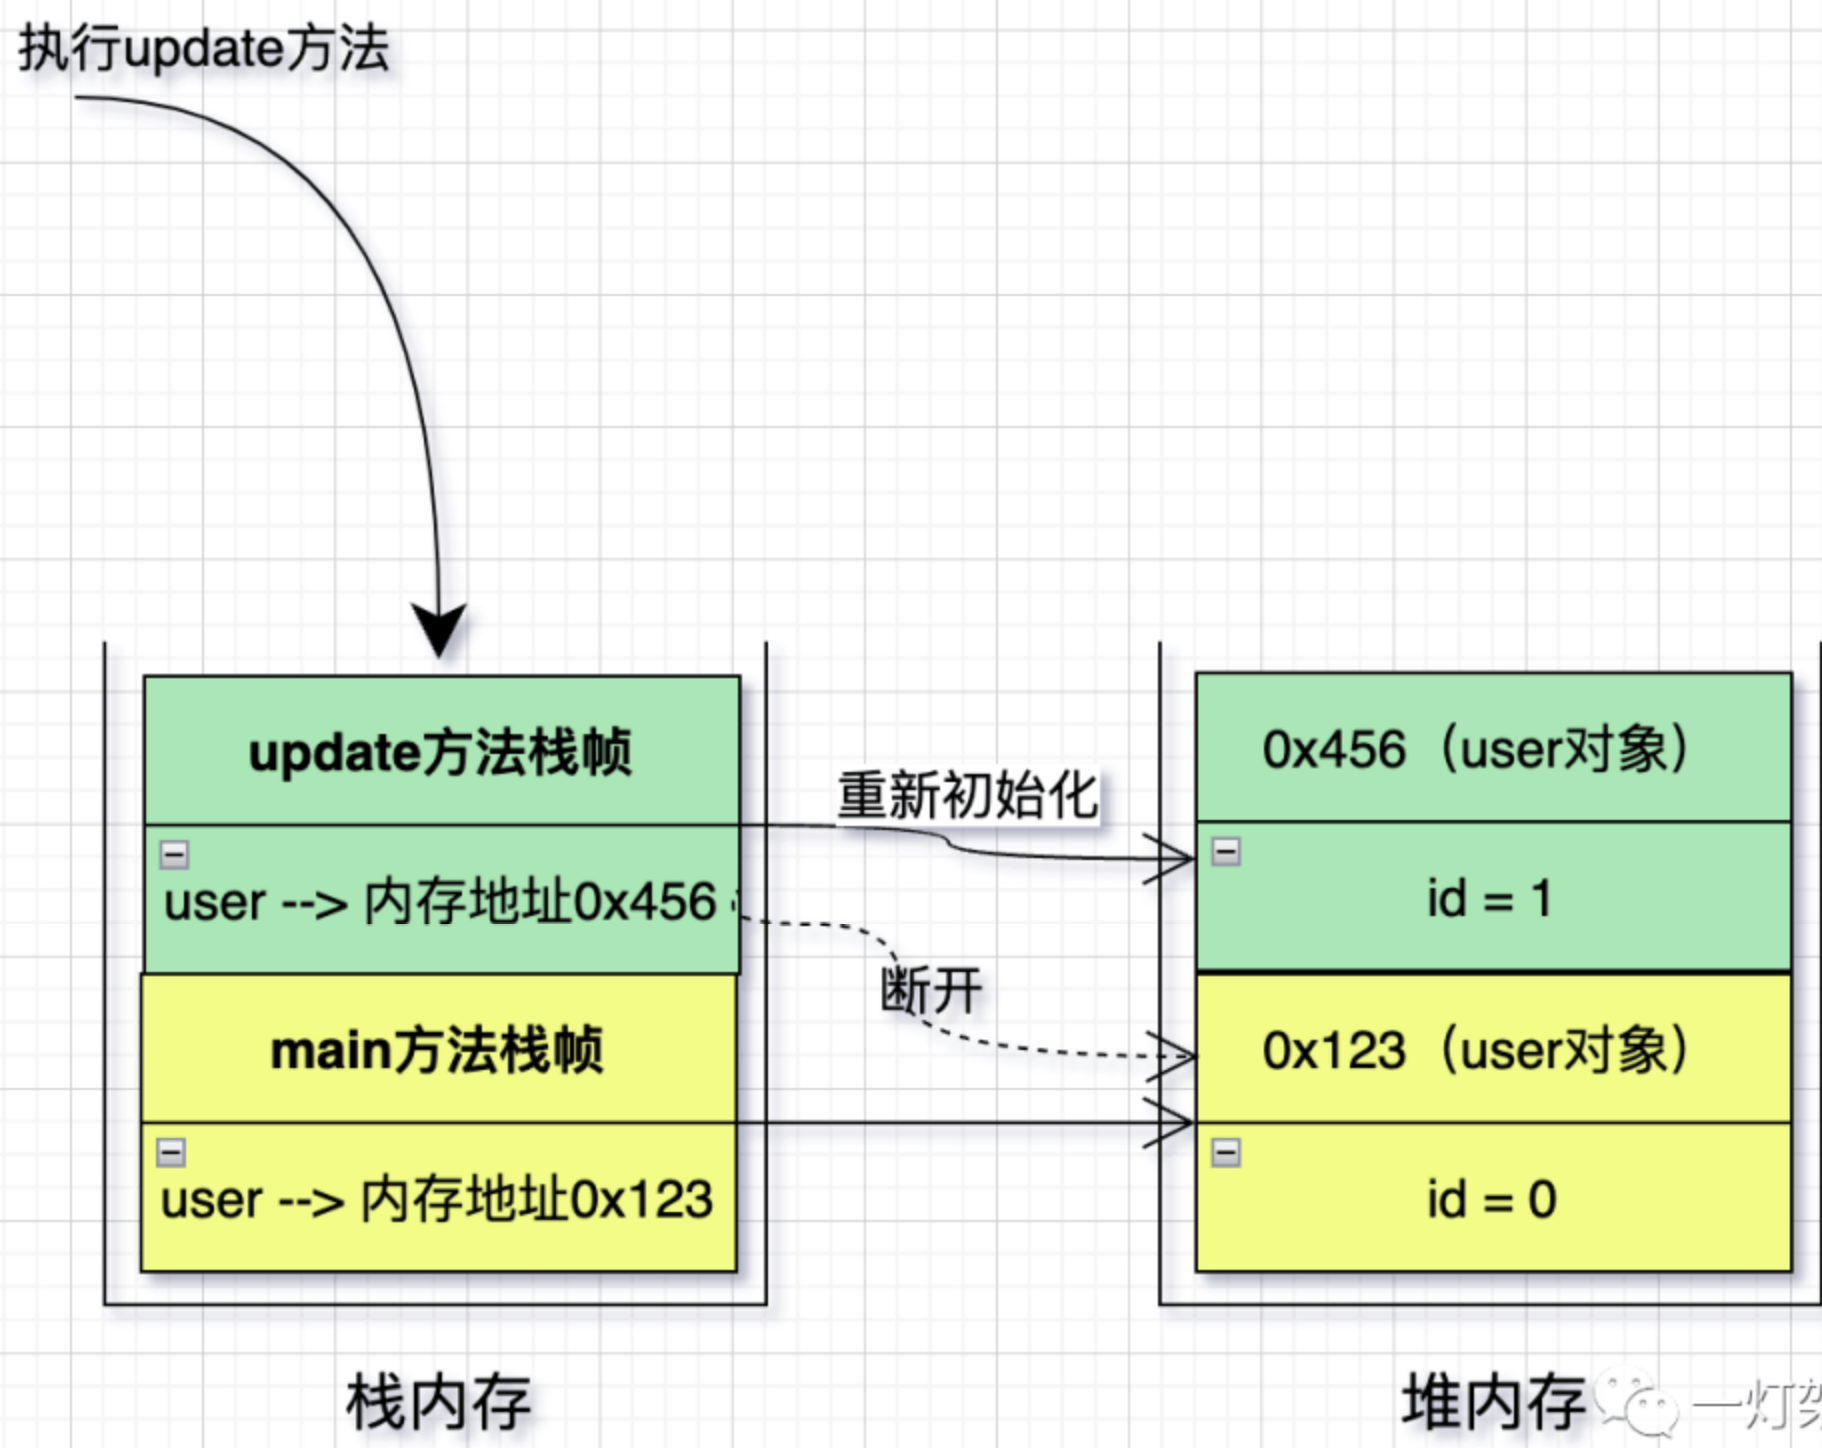 执行update方法
update方法栈帧
user --> 内存地址0x456
main方法栈帧
user --> 内存地址0x123
重新初始化
断开
0x456（user对象）
id = 1
0x123（user对象）
id = 0
栈内存
堆内存
一灯